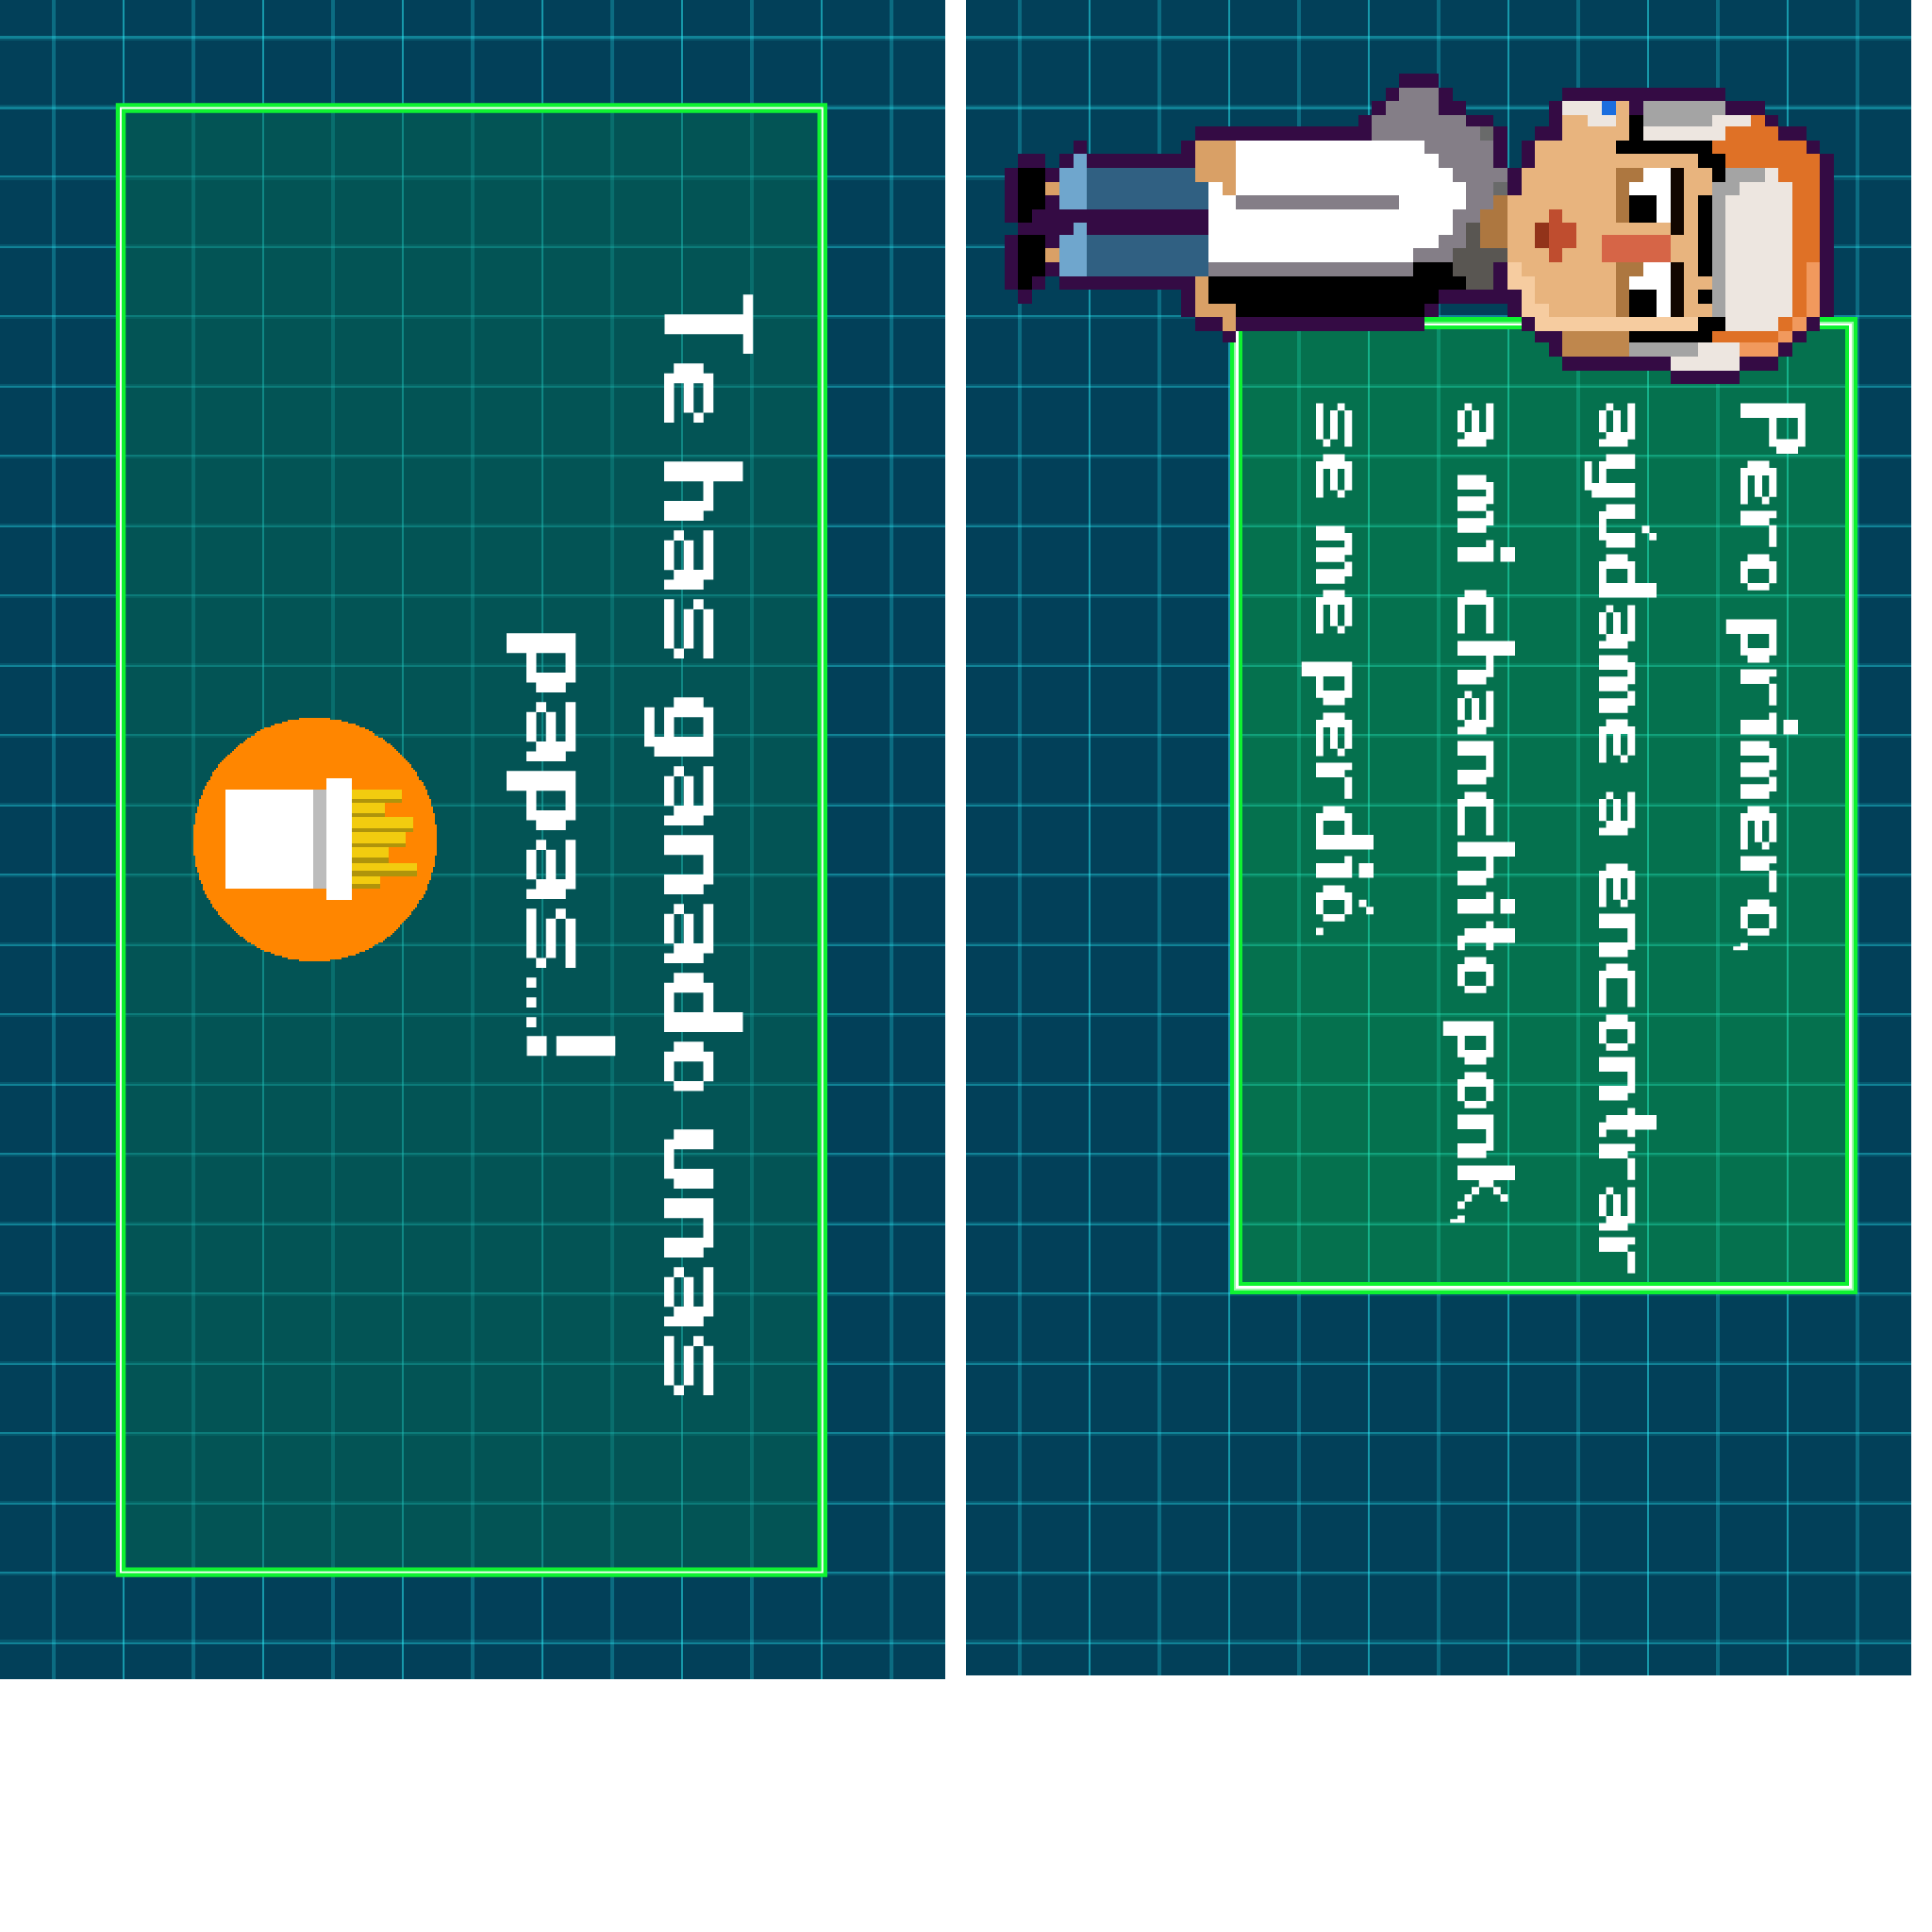 Te has ganado unas
papas...!
Pero primero,
ayúdame a encontrar
a mi chanchito ponk,
se me perdió.